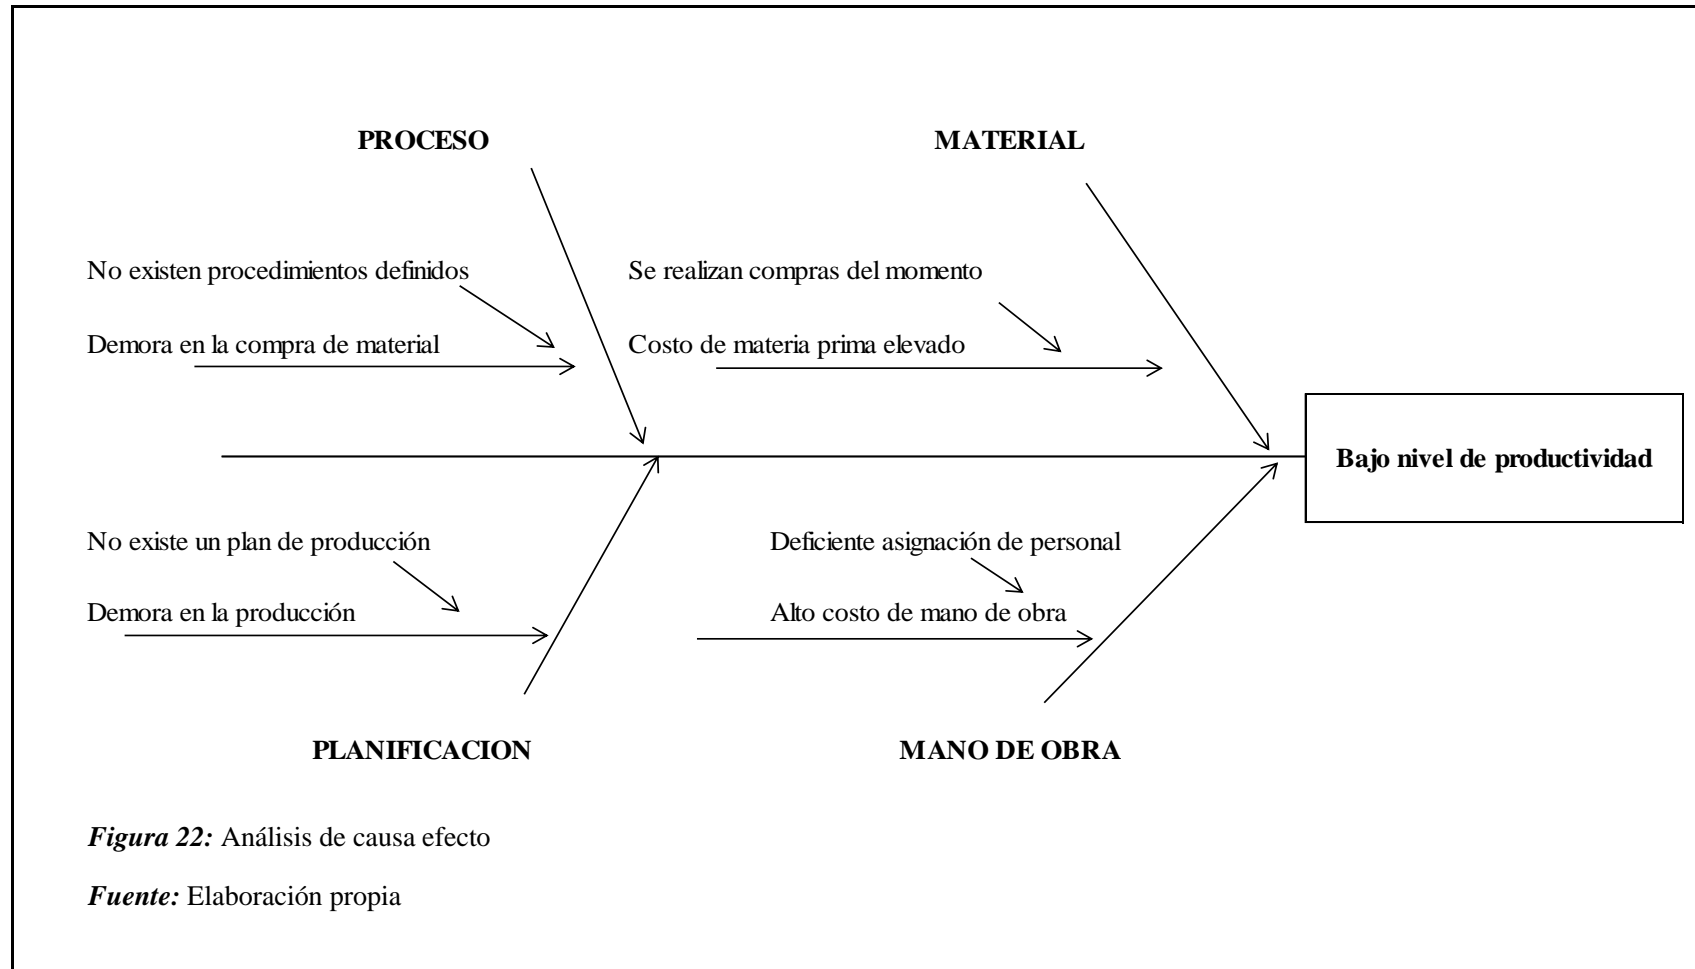 PROCESO
MATERIAL
No existen procedimientos definidos
Se realizan compras del momento
Demora en la compra de material
Costo de materia prima elevado
Bajo nivel de productividad
No existe un plan de producción
Deficiente asignación de personal
Demora en la producción
Alto costo de mano de obra
PLANIFICACION
MANO DE OBRA
Figura 22: Análisis de causa efecto
Fuente: Elaboración propia